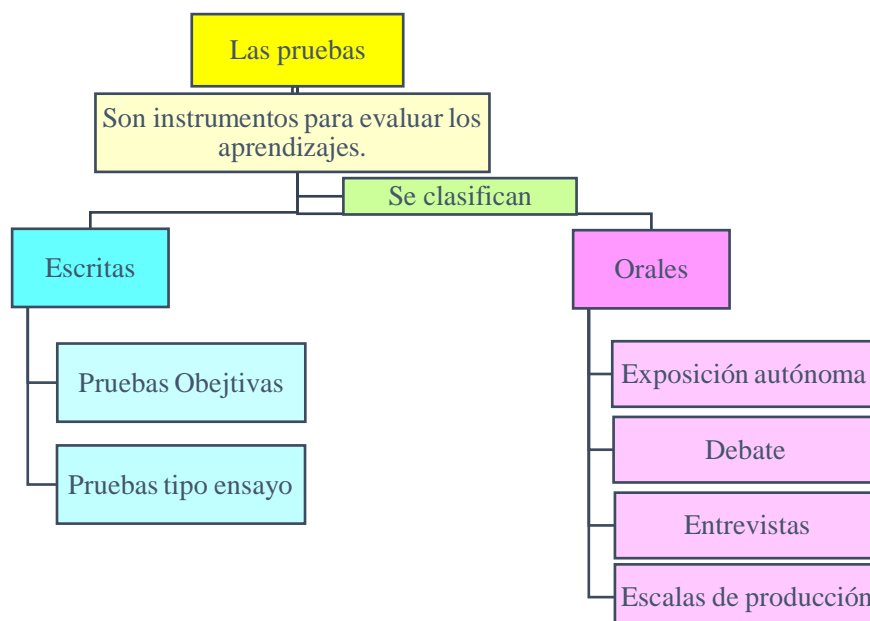 Las pruebas
Son instrumentos para evaluar los
aprendizajes.
Se clasifican
Escritas
Pruebas Obejtivas
Pruebas tipo ensayo
Orales
Exposición autónoma
Debate
Entrevistas
Escalas de producción